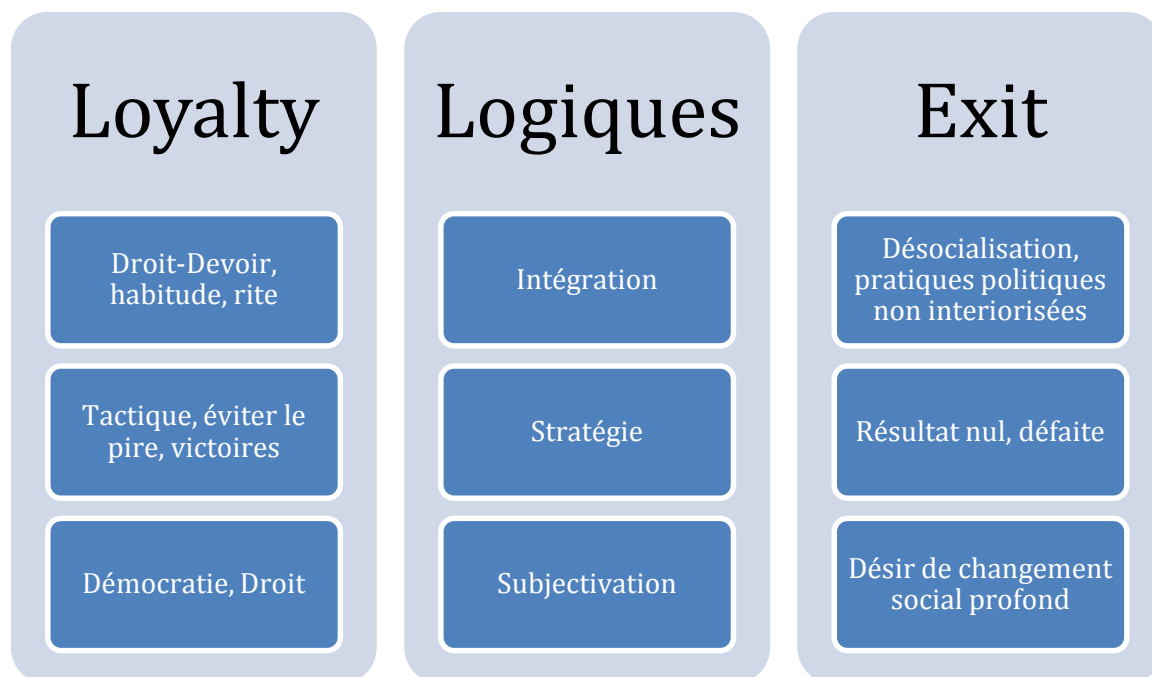 Loyalty
Droit-Devoir,
habitude, rite
Tactique, éviter le
pire, victoires
Démocratie, Droit
Logiques
Intégration
Stratégie
Subjectivation
Exit
Désocialisation,
pratiques politiques
non interiorisées
Résultat nul, défaite
Désir de changement
social profond